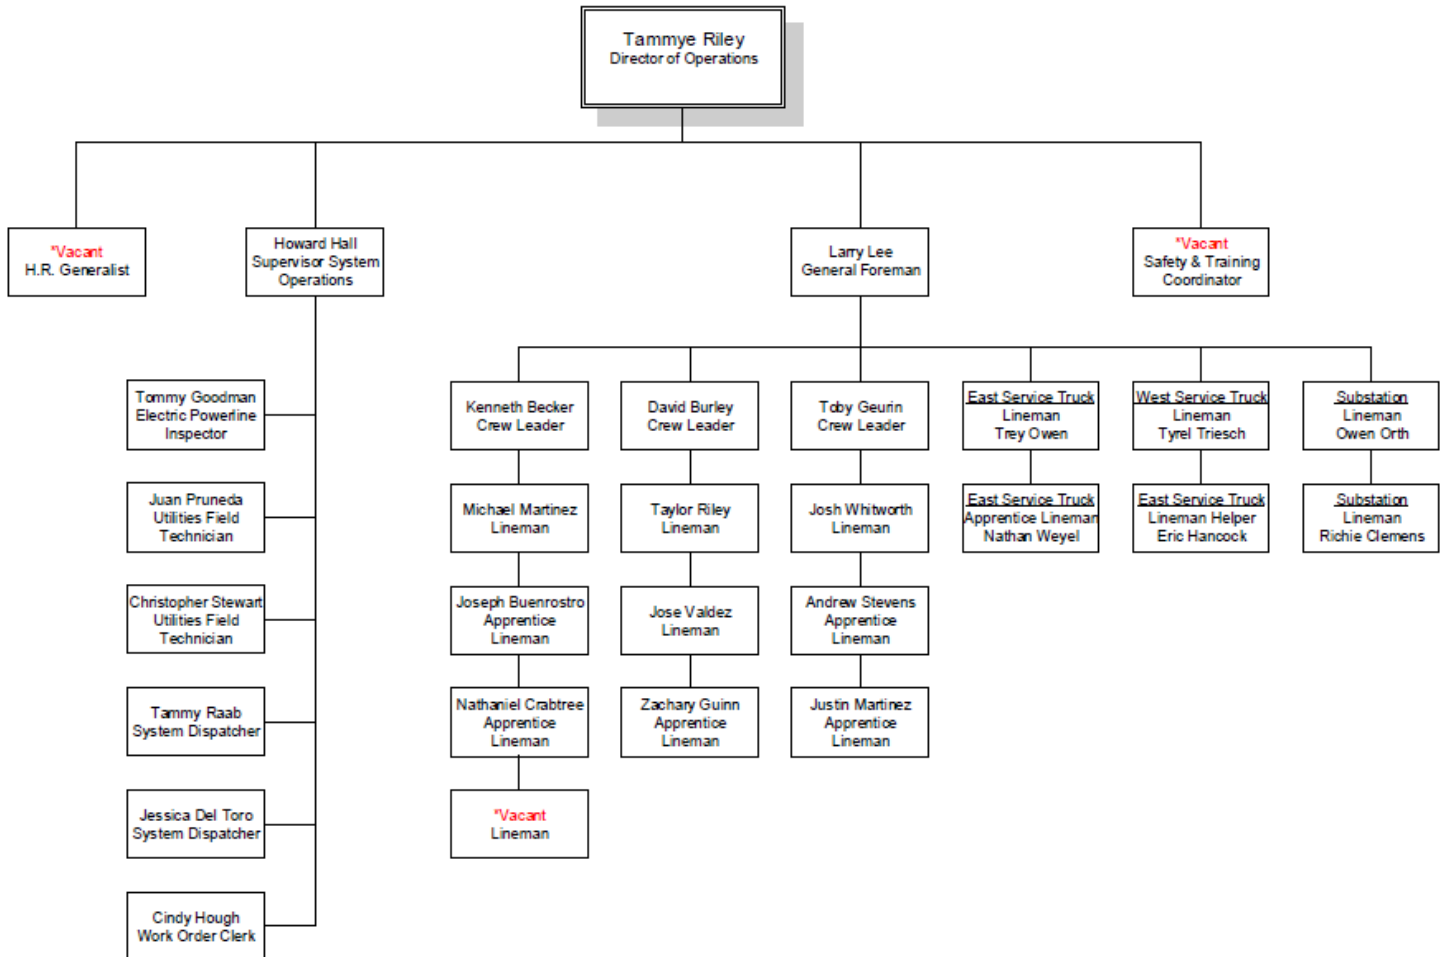 Tammye Riley
Director of Operations
*Vacant
H.R. Generalist
Howard Hall
Supervisor System
Operations
Larry Lee
General Foreman
*Vacant
Safety & Training
Coordinator
Tommy Goodman
Electric Powerline
Inspector
Juan Pruneda
Utilities Field
Technician
Christopher Stewart
Utilities Field
Technician
Tammy Raab
System Dispatcher
Jessica Del Toro
System Dispatcher
Cindy Hough
Work Order Clerk
Kenneth Becker
Crew Leader
Michael Martinez
Lineman
Joseph Buenrostro
Apprentice
Lineman
Nathaniel Crabtree
Apprentice
Lineman
*Vacant
Lineman
David Burley
Crew Leader
Taylor Riley
Lineman
Jose Valdez
Lineman
Zachary Guinn
Apprentice
Lineman
Toby Geurin
Crew Leader
Josh Whitworth
Lineman
Andrew Stevens
Apprentice
Lineman
Justin Martinez
Apprentice
Lineman
East Service Truck
Lineman
Trey Owen
East Service Truck
Apprentice Lineman
Nathan Weyel
West Service Truck
Lineman
Tyrel Triesch
East Service Truck
Lineman Helper
Eric Hancock
Substation
Lineman
Owen Orth
Substation
Lineman
Richie Clemens